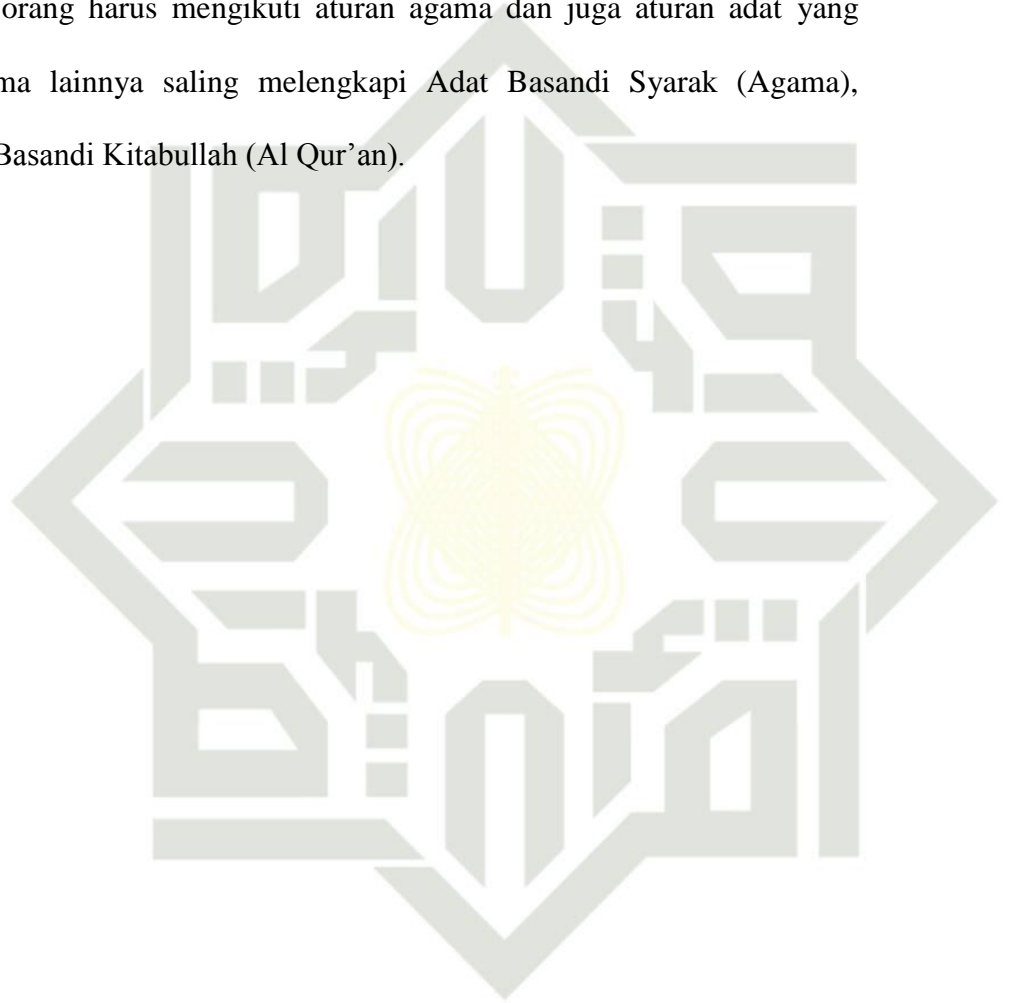 orang harus mengikuti aturan agama dan juga aturan adat yang
ma lainnya saling melengkapi Adat Basandi Syarak (Agama),
Basandi Kitabullah (Al Qur’an).